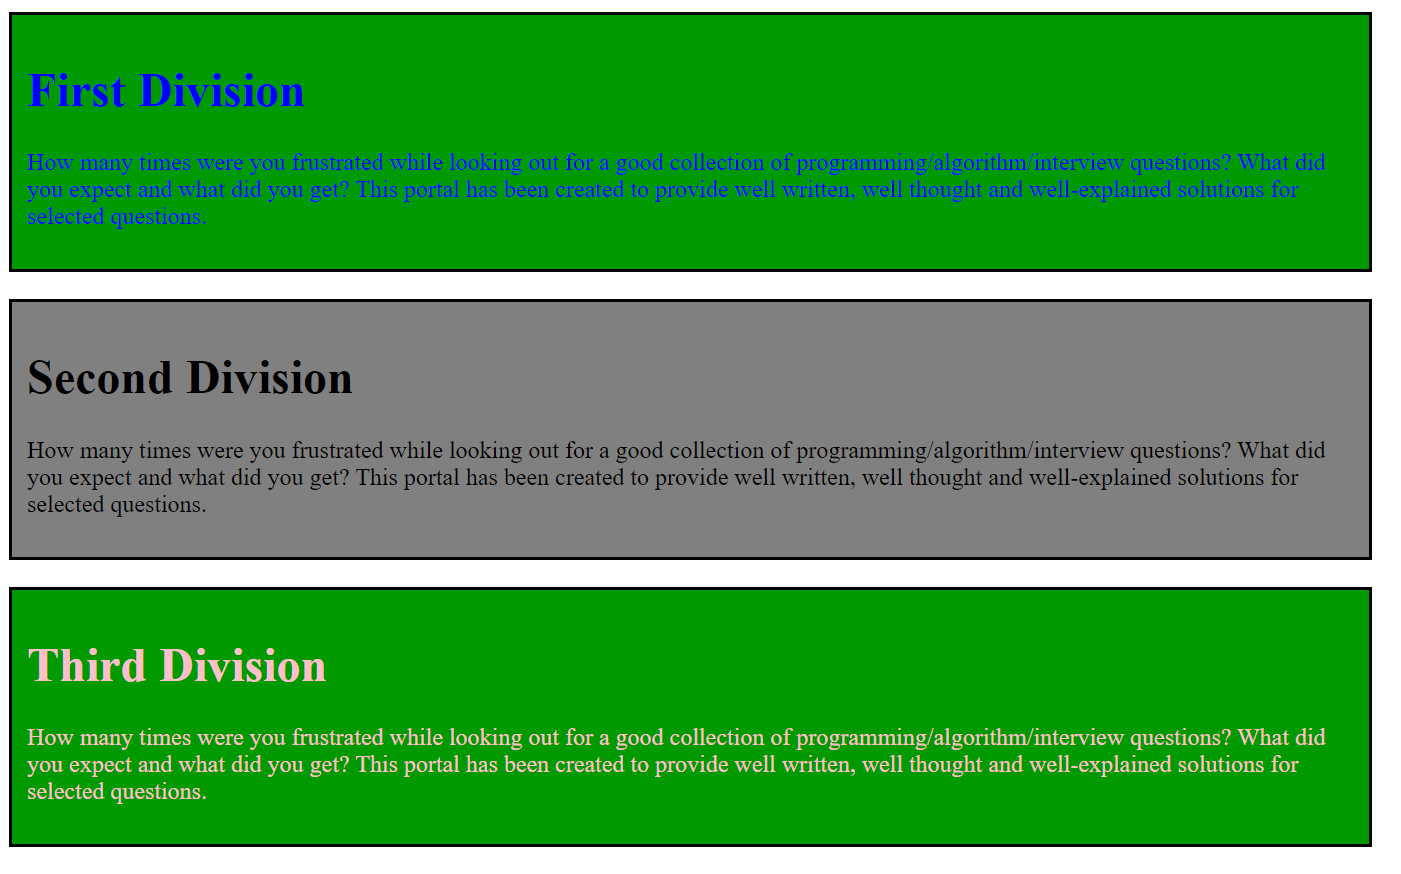 First Division
How many times were you frustrated while looking out for a good collection of programming/algorithm/interview questions? What did
you expect and what did you get? This portal has been created to provide well written, well thought and well-explained solutions for
selected questions.
Second Division
How many times were you frustrated while looking out for a good collection of programming/algorithm/interview questions? What did
you expect and what did you get? This portal has been created to provide well written, well thought and well-explained solutions for
selected questions.
Third Division
How many times were you frustrated while looking out for a good collection of programming/algorithm/interview questions? What did
you expect and what did you get? This portal has been created to provide well written, well thought and well-explained solutions for
selected questions.